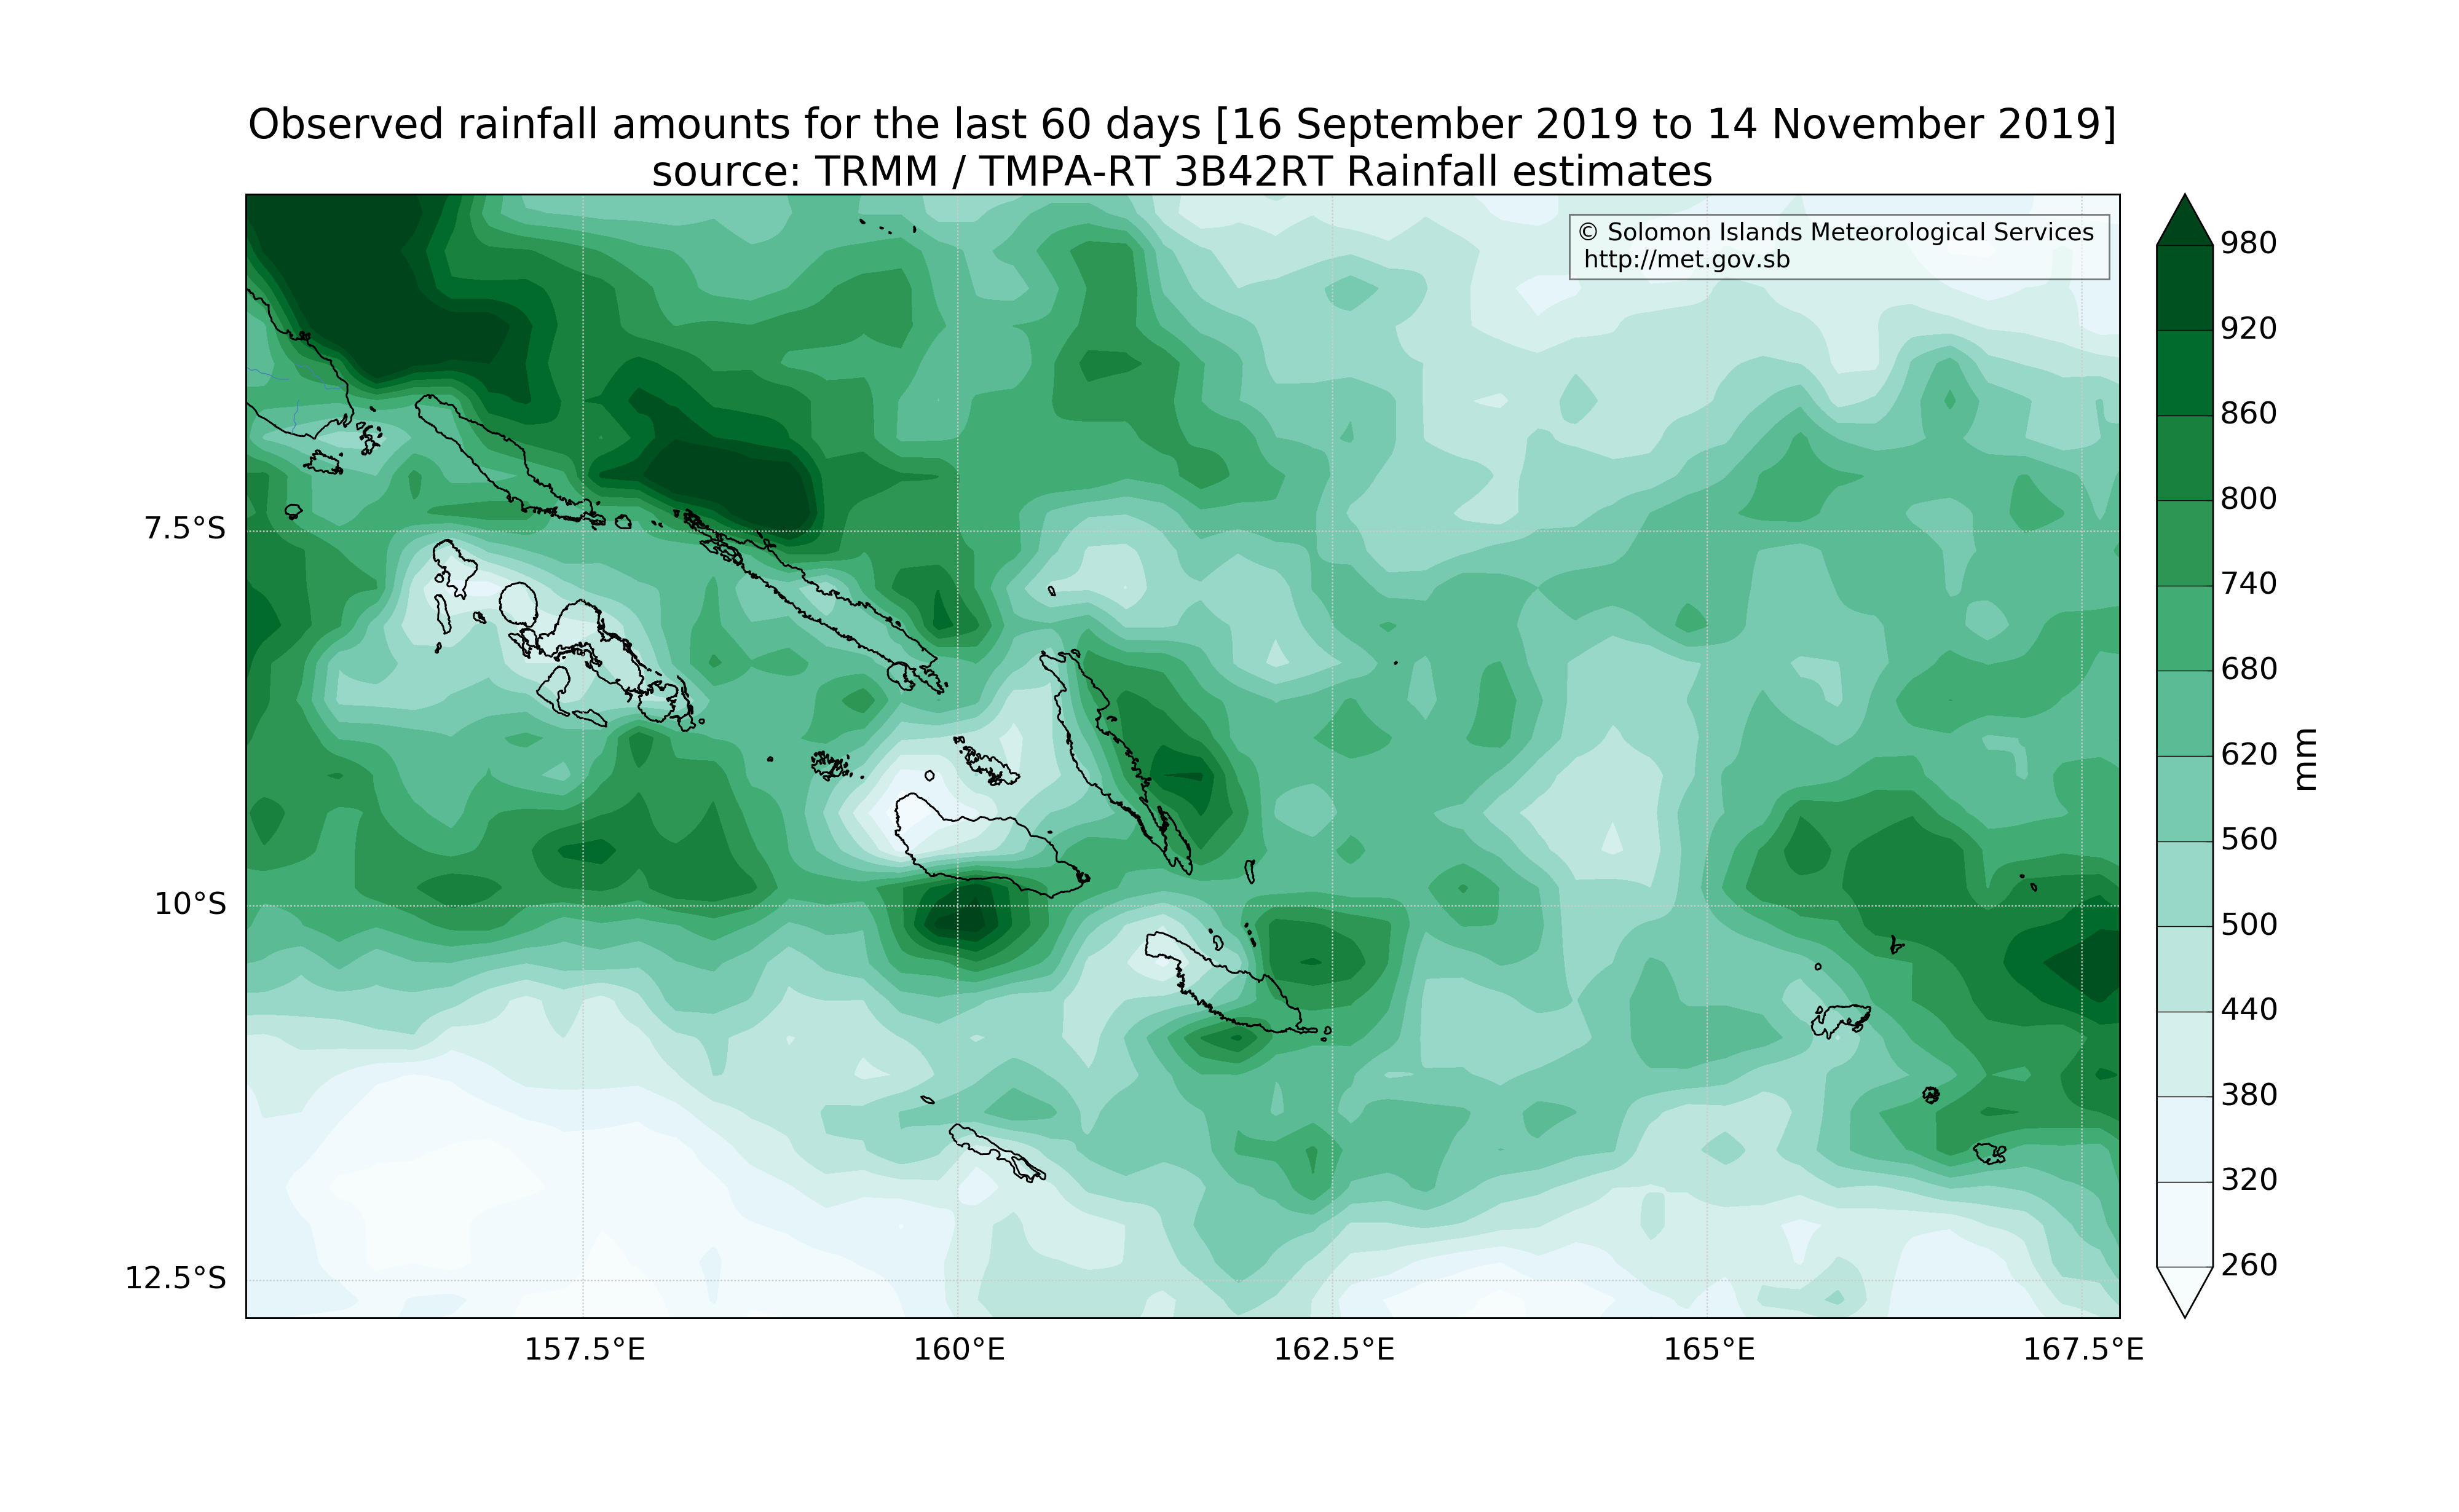 Observed rainfall amounts for the last 60 days [16 September 2019 to 14 November 2019]
source: TRMM / TMPA-RT 3B42RT Rainfall estimates
© Solomon Islands Meteorological Services
http://met.gov.sb
7.5°S
10°S
12.5°S
157.5°E
160°E
162.5°E
165°E
167.5°E
980
920
860
800
740
680
620
560
500
440
380
320
260
mm